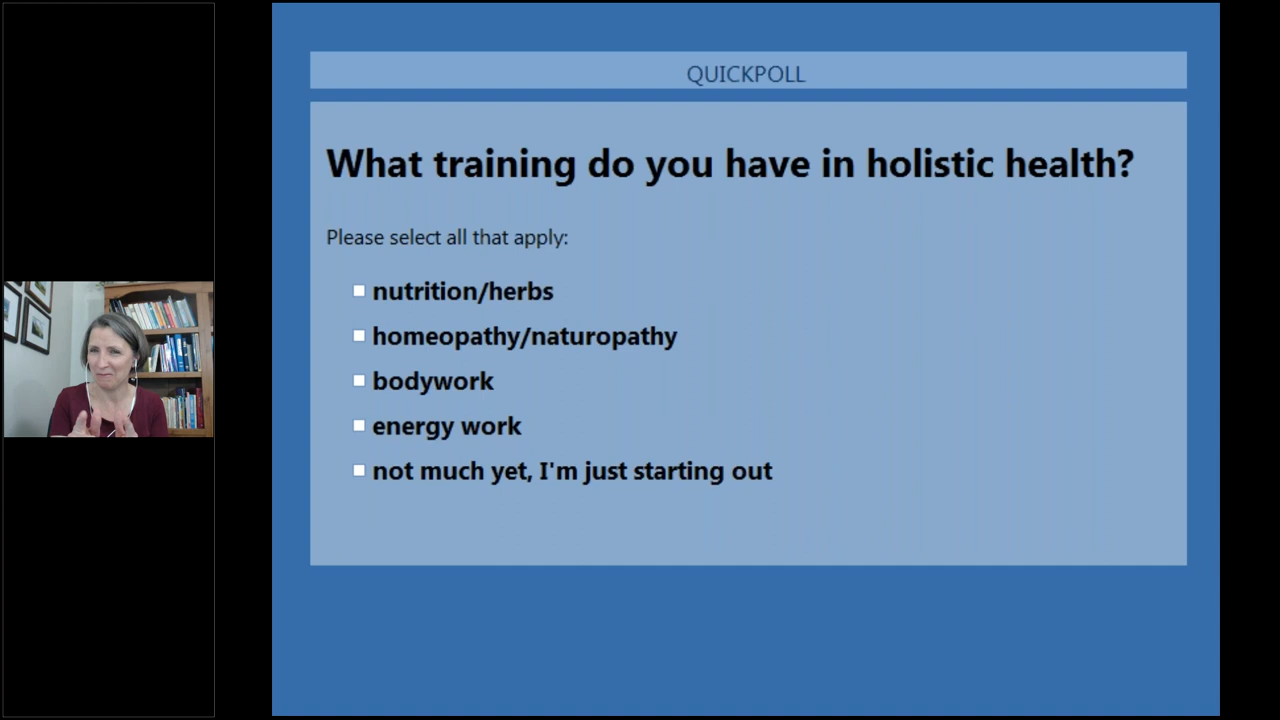 QUICKPOLL
What training do you have in holistic health?
Please select all that apply:
nutrition/herbs
homeopathy/naturopathy
bodywork
energy work
not much yet, I'm just starting out